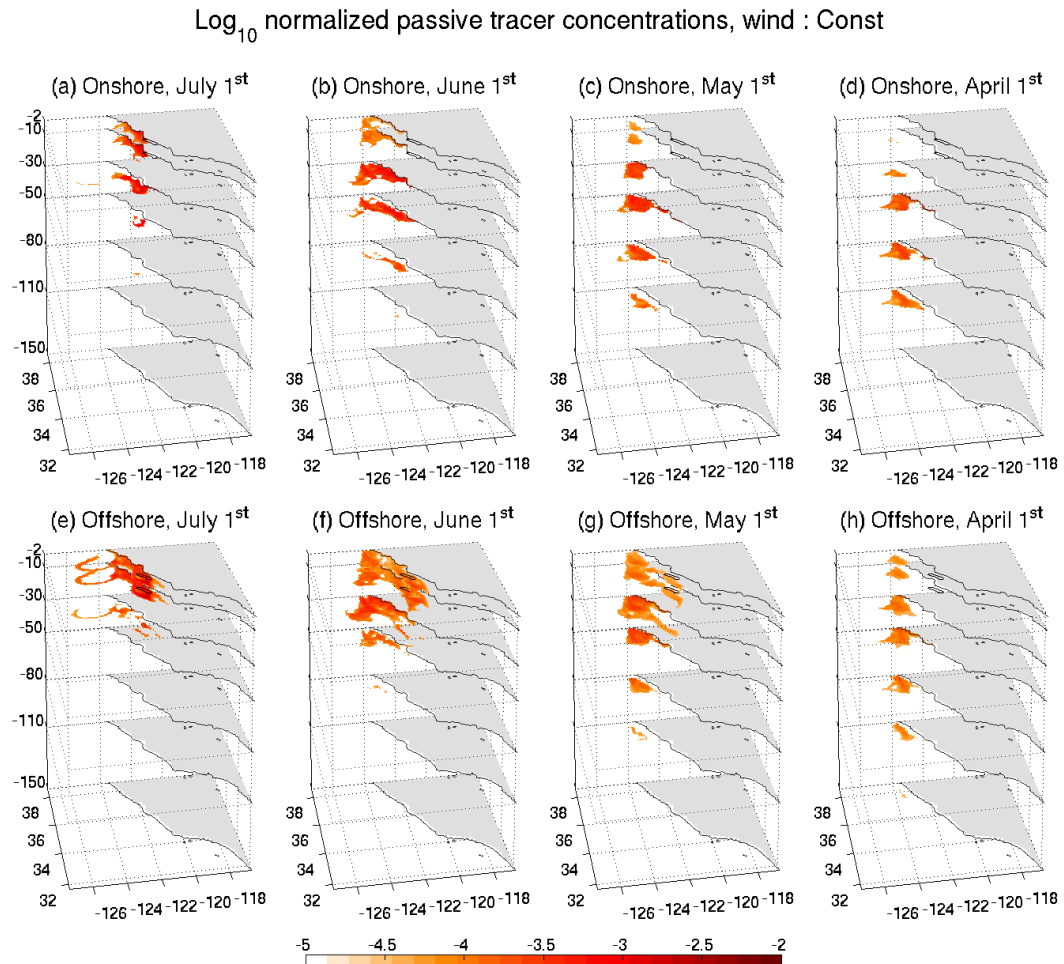 Log10 normalized passive tracer concentrations, wind : Const
(a) Onshore, July 1st
(b) Onshore, June 1st
(c) Onshore, May 1st
(d) Onshore, April 1st
-2
-10
-30
-50
-80
-110
-150
38
36
34
32
-126 -124 -122 -120 -118
38
36
34
32
-126 -124 -122 -120 -118
38
36
34
32
-126 -124 -122 -120 -118
38
36
34
32
-126 -124 -122 -120 -118
(e) Offshore, July 1st
(f) Offshore, June 1st
(g) Offshore, May 1st
(h) Offshore, April 1st
-2
-10
-30
-50
-80
-110
-150
38
36
34
32
-126 -124 -122 -120 -118
38
36
34
32
-126 -124 -122 -120 -118
38
36
34
32
-126 -124 -122 -120 -118
38
36
34
32
-126 -124 -122 -120 -118
-5 -4.5 -4 -3.5 -3 -2.5 -2